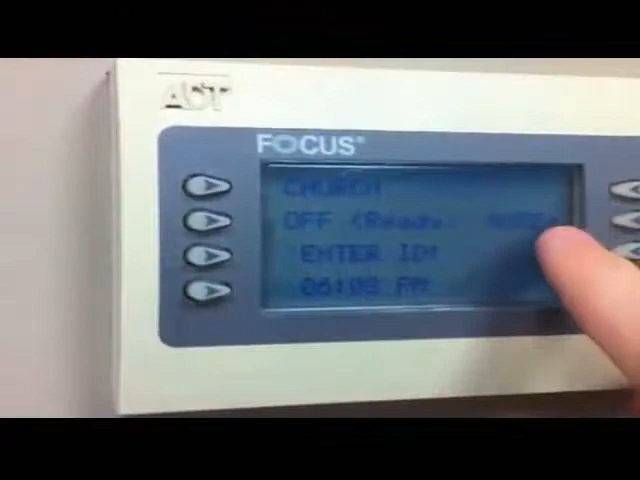 ADT
FOCUS®
CHURCH
OFF (Ready
ENTER ID?
06:08 PM